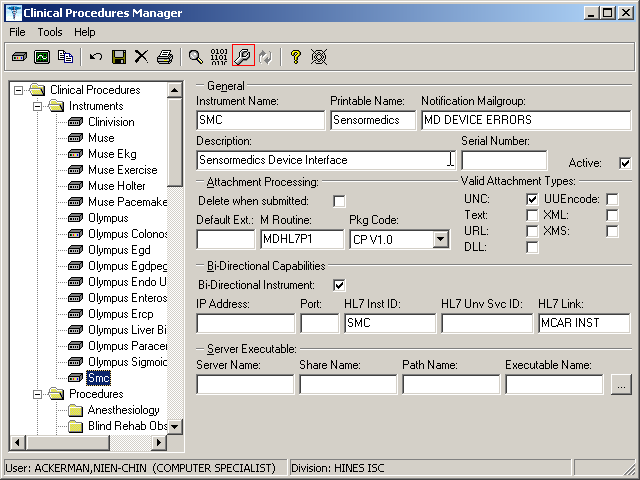 Clinical Procedures Manager
File Tools Help
Clinical Procedures
Instruments
Clinivision
Muse
Muse Ekg
Muse Exercise
Muse Holter
Muse Pacemake
Olympus
Olympus Colonos
Olympus Egd
Olympus Egdpeg
Olympus Endo U
Olympus Enteros
Olympus Ercp
Olympus Liver Bi
Olympus Paracen
Olympus Sigmoid
Smc
Procedures
Anesthesiology
Blind Rehab Obs
General
Instrument Name: Printable Name: Notification Mailgroup:
SMC Sensormedics MD DEVICE ERRORS
Description: Serial Number:
Sensormedics Device Interface Active:
Attachment Processing: Valid Attachment Types:
Delete when submitted: UNC: UUEncode:
Text: XML:
Default Ext.: M Routine: Pkg Code: URL: XMS:
MDHL7P1 CP V1.0 DLL:
Bi-Directional Capabilities
Bi-Directional Instrument:
IP Address: Port: HL7 Inst ID: HL7 Unv Svc ID: HL7 Link:
SMC MCAR INST
Server Executable:
Server Name: Share Name: Path Name: Executable Name:
...
User: ACKERMAN,NIEN-CHIN (COMPUTER SPECIALIST) Division: HINES ISC